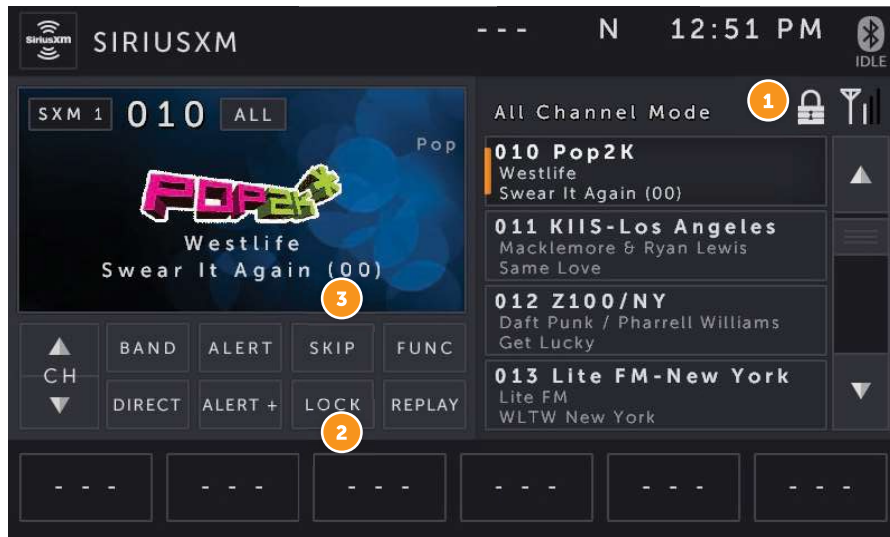 SiriusXM
SIRIUSXM
- - -
N
12:51 PM
IDLE
SXM 1
010
ALL
Pop
POP2K
Westlife
Swear It Again (00)
3
CH
BAND
ALERT
SKIP
FUNC
DIRECT
ALERT +
LOCK
REPLAY
2
All Channel Mode
1
010 Pop2K
Westlife
Swear It Again (00)
011 KIIS-Los Angeles
Macklemore & Ryan Lewis
Same Love
012 Z100/NY
Daft Punk / Pharrell Williams
Get Lucky
013 Lite FM-New York
Lite FM
WLTW New York
- - -
- - -
- - -
- - -
- - -
- - -